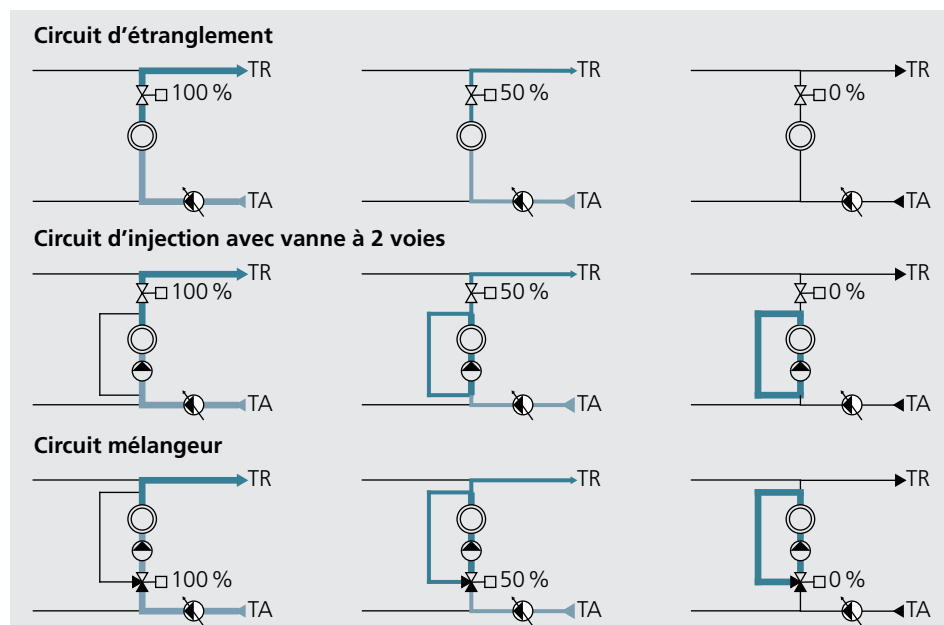 Circuit d’étranglement
TR TR TR
100 % 50 % 0 %
TA TA TA
Circuit d’injection avec vanne à 2 voies
TR TR TR
100 % 50 % 0 %
TA TA TA
Circuit mélangeur
TR TR TR
100 % 50 % 0 %
TA TA TA